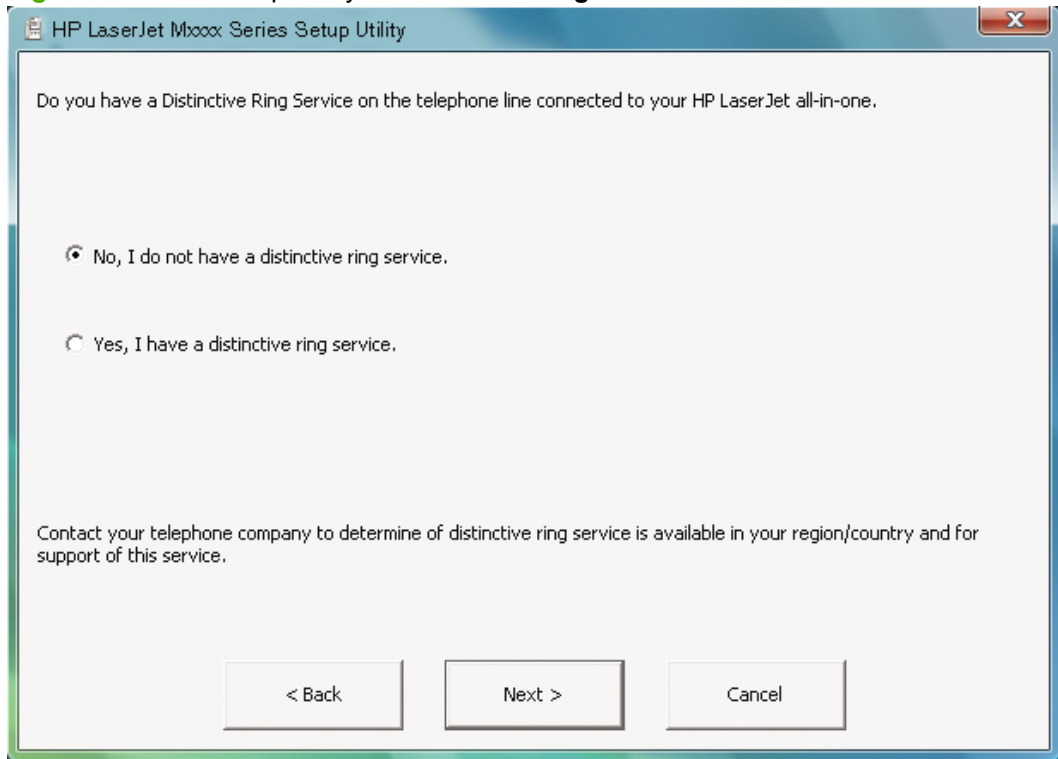 HP LaserJet Mxxxx Series Setup Utility
Do you have a Distinctive Ring Service on the telephone line connected to your HP LaserJet all-in-one.
No, I do not have a distinctive ring service.
Yes, I have a distinctive ring service.
Contact your telephone company to determine of distinctive ring service is available in your region/country and for
support of this service.
< Back
Next >
Cancel